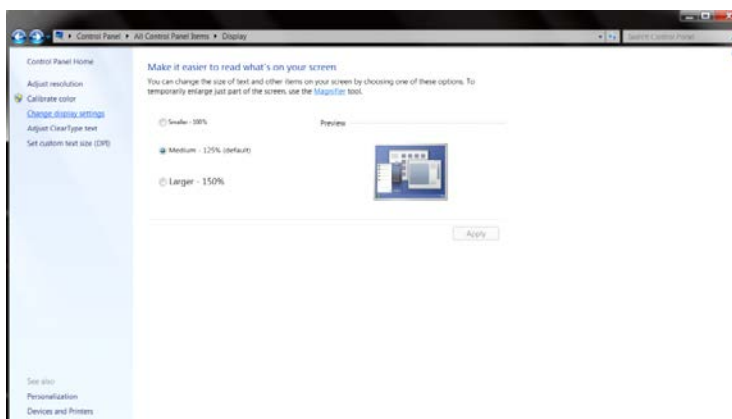 Control Panel ▸ All Control Panel Items ▸ Display
Search Control Panel
Control Panel Home
Adjust resolution
Calibrate color
Change display settings
Adjust ClearType text
Set custom text size (DPI)
See also
Personalization
Devices and Printers
Make it easier to read what's on your screen
You can change the size of text and other items on your screen by choosing one of these options. To
temporarily enlarge just part of the screen, use the Magnifier tool.
Smaller - 100%
Preview
Medium - 125% (default)
Larger - 150%
Apply